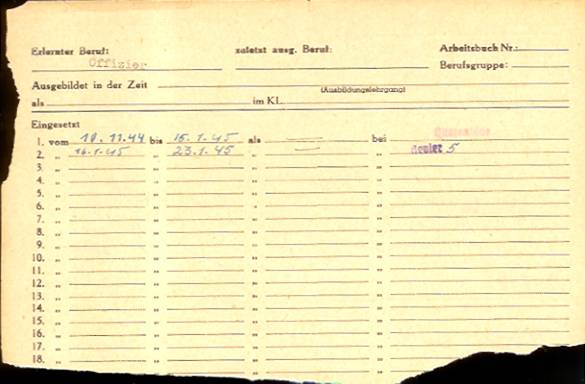 Erlernter Beruf: zuletzt ausg. Beruf: Arbeitsbuch Nr.:
Offizier Berufsgruppe:
Ausgebildet in der Zeit
(Ausbildungslehrgang)
als im KL.
Eingesetzt
1. vom 10.11.44 bis 15.1.45 als — bei
2. „ 16.1.45 „ 23.1.45 „ — „ 5
3. „ „ „ „
4. „ „ „ „
5. „ „ „ „
6. „ „ „ „
7. „ „ „ „
8. „ „ „ „
9. „ „ „ „
10. „ „ „ „
11. „ „ „ „
12. „ „ „ „
13. „ „ „ „
14. „ „ „ „
15. „ „ „ „
16. „ „ „ „
17. „ „ „ „
18. „ „ „ „